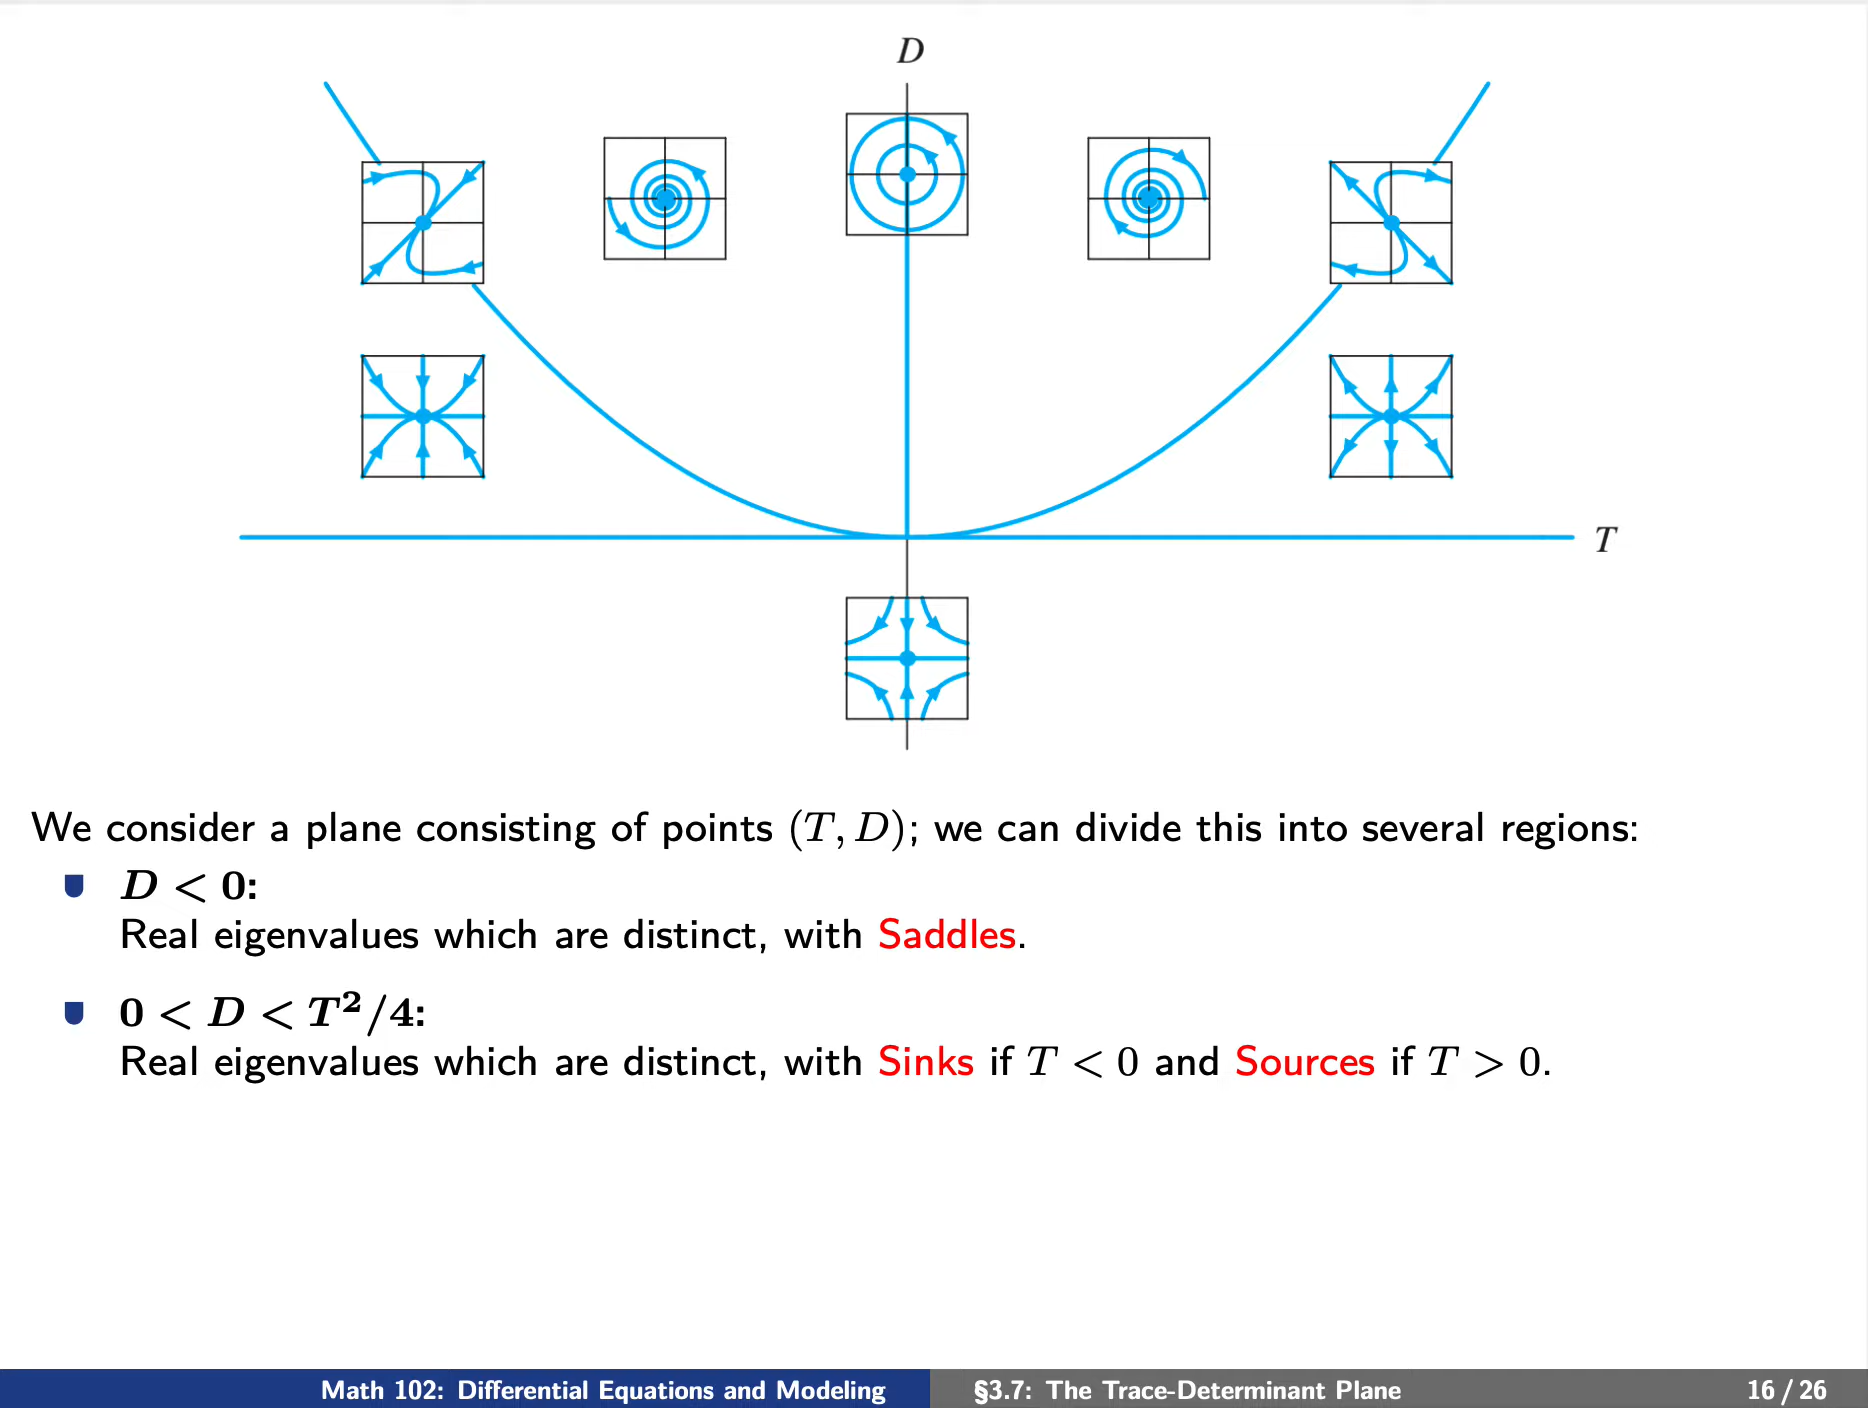 D
T
We consider a plane consisting of points (T, D); we can divide this into several regions:
D < 0:
Real eigenvalues which are distinct, with Saddles.
0 < D < T²/4:
Real eigenvalues which are distinct, with Sinks if T < 0 and Sources if T > 0.
Math 102: Differential Equations and Modeling §3.7: The Trace-Determinant Plane 16 / 26